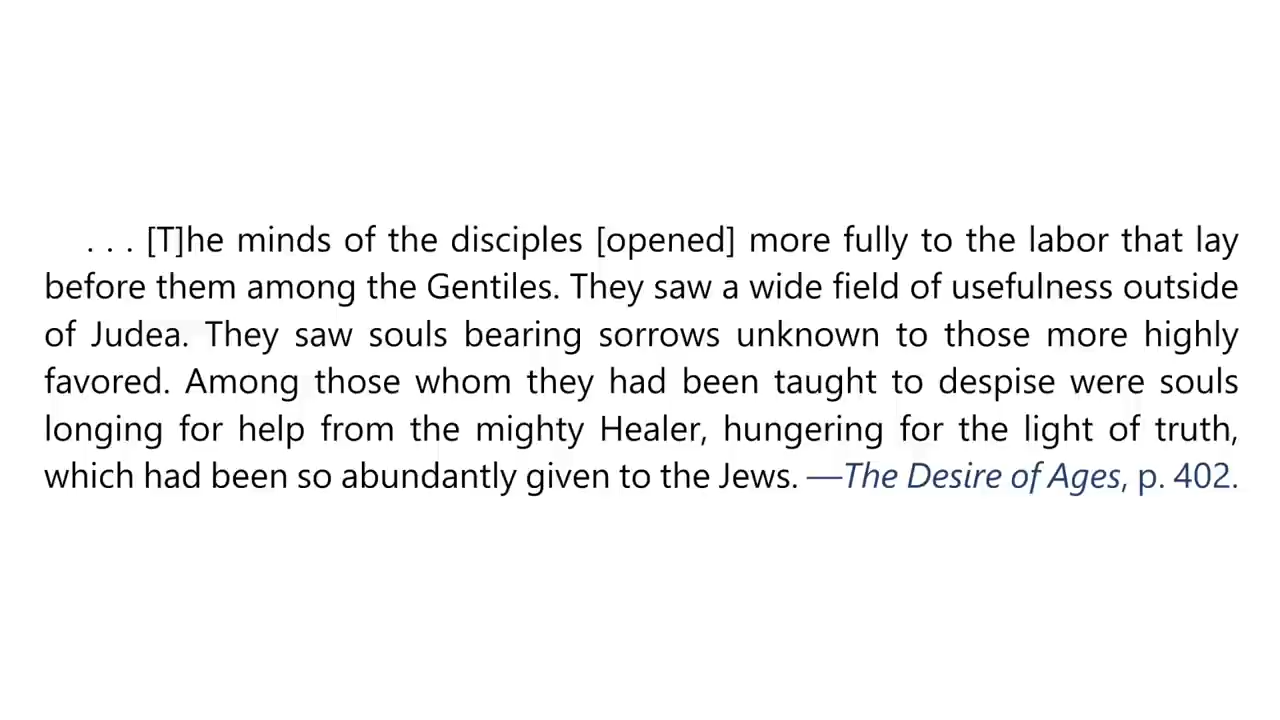 . . . [T]he minds of the disciples [opened] more fully to the labor that lay
before them among the Gentiles. They saw a wide field of usefulness outside
of Judea. They saw souls bearing sorrows unknown to those more highly
favored. Among those whom they had been taught to despise were souls
longing for help from the mighty Healer, hungering for the light of truth,
which had been so abundantly given to the Jews. —The Desire of Ages, p. 402.